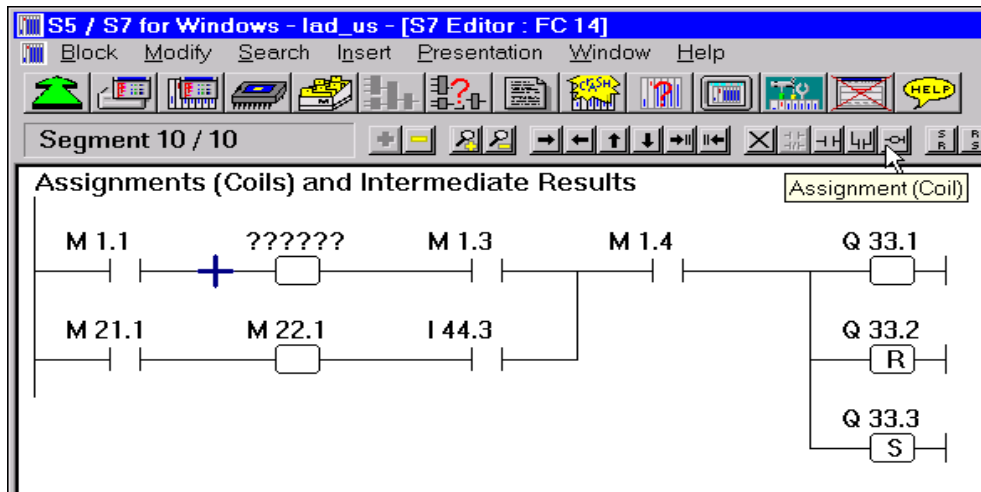 S5 / S7 for Windows - lad_us - [S7 Editor : FC 14]
Block Modify Search Insert Presentation Window Help
CRASH HELP
Segment 10 / 10 S R R S
Assignments (Coils) and Intermediate Results
Assignment (Coil)
M 1.1 ?????? M 1.3 M 1.4 Q 33.1
M 21.1 M 22.1 I 44.3 Q 33.2
R
Q 33.3
S